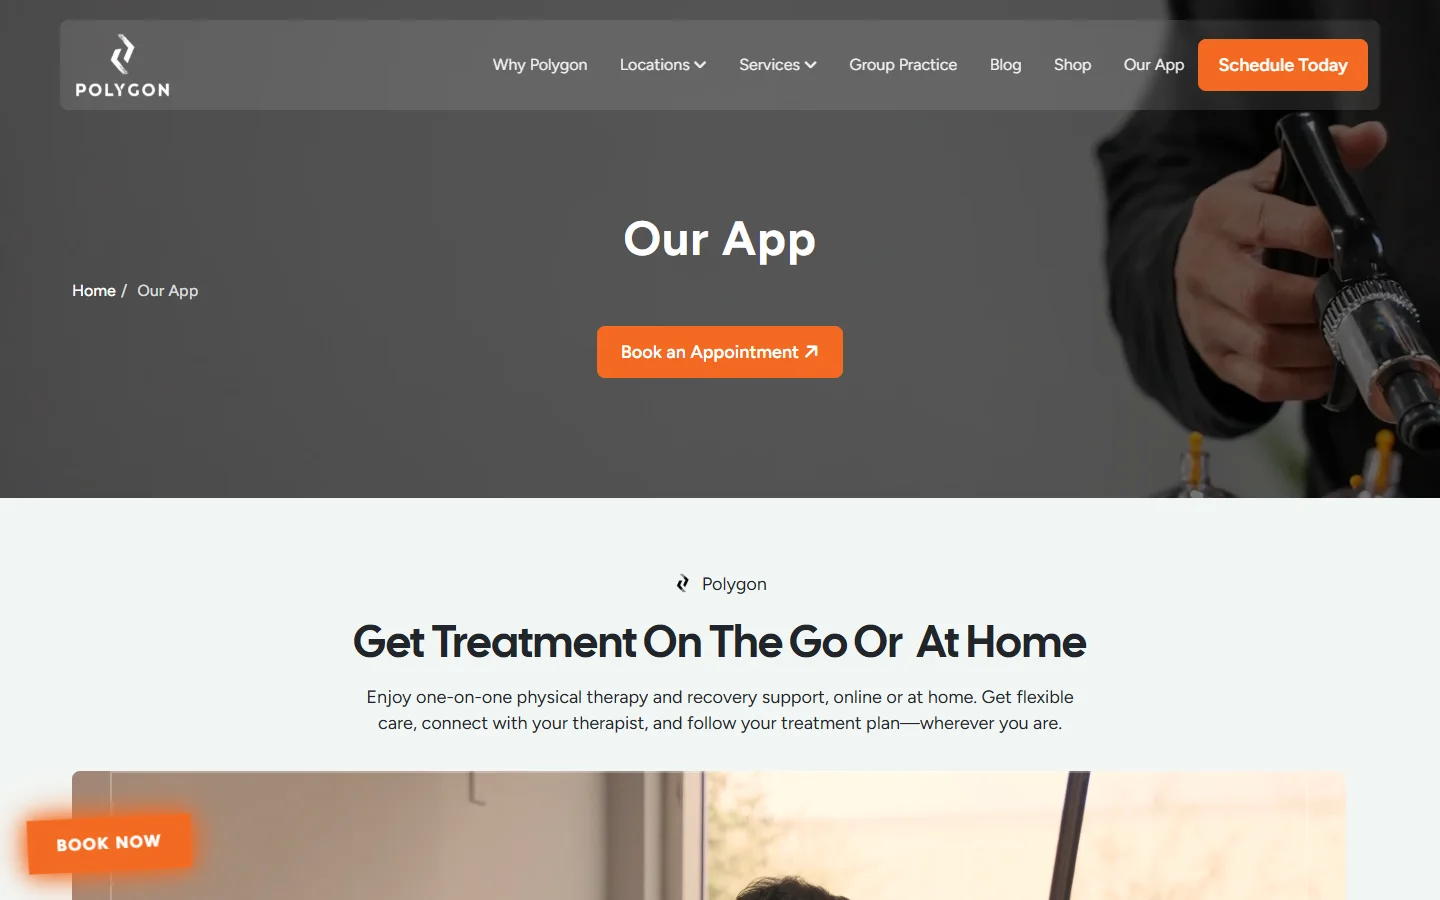 POLYGON
Why Polygon
Locations
Services
Group Practice
Blog
Shop
Our App
Schedule Today
Our App
Home / Our App
Book an Appointment
Polygon
Get Treatment On The Go Or At Home
Enjoy one-on-one physical therapy and recovery support, online or at home. Get flexible
care, connect with your therapist, and follow your treatment plan—wherever you are.
BOOK NOW